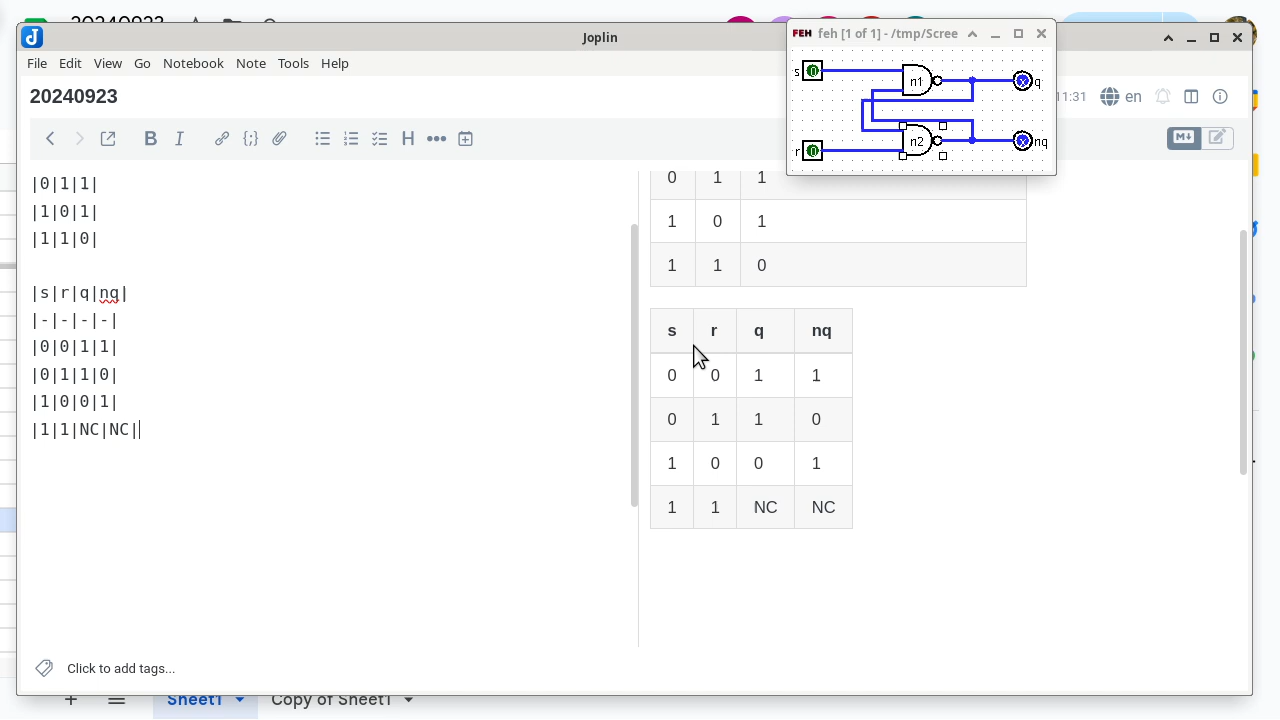 20240923
Joplin
FEH feh [1 of 1] - /tmp/Scree
File Edit View Go Notebook Note Tools Help
s n1 q
r n2 nq
20240923
11:31 en
|0|1|1|
|1|0|1|
|1|1|0|
|s|r|q|nq|
|-|-|-|-|
|0|0|1|1|
|0|1|1|0|
|1|0|0|1|
|1|1|NC|NC|
0 1 1
1 0 1
1 1 0
s r q nq
0 0 1 1
0 1 1 0
1 0 0 1
1 1 NC NC
Click to add tags...
Sheet1 Copy of Sheet1